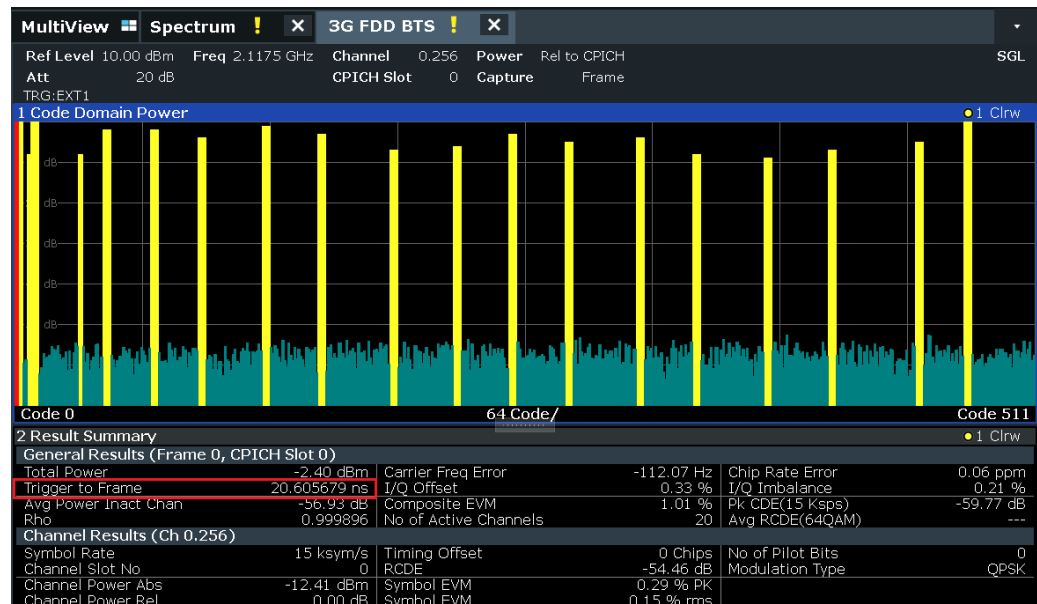 MultiView Spectrum ! X 3G FDD BTS ! X
Ref Level 10.00 dBm Freq 2.1175 GHz Channel 0.256 Power Rel to CPICH SGL
Att 20 dB CPICH Slot 0 Capture Frame
TRG:EXT1
1 Code Domain Power 1 Clrw
dB
dB
dB
dB
dB
Code 0 64 Code/ Code 511
2 Result Summary 1 Clrw
General Results (Frame 0, CPICH Slot 0)
Total Power -2.40 dBm Carrier Freq Error -112.07 Hz Chip Rate Error 0.06 ppm
Trigger to Frame 20.605679 ns I/Q Offset 0.33 % I/Q Imbalance 0.21 %
Avg Power Inact Chan -56.93 dB Composite EVM 1.01 % Pk CDE(15 Ksps) -59.77 dB
Rho 0.999896 No of Active Channels 20 Avg RCDE(64QAM) ---
Channel Results (Ch 0.256)
Symbol Rate 15 ksym/s Timing Offset 0 Chips No of Pilot Bits 0
Channel Slot No 0 RCDE -54.46 dB Modulation Type QPSK
Channel Power Abs -12.41 dBm Symbol EVM 0.29 % PK
Channel Power Rel 0.00 dB Symbol EVM 0.15 % rms